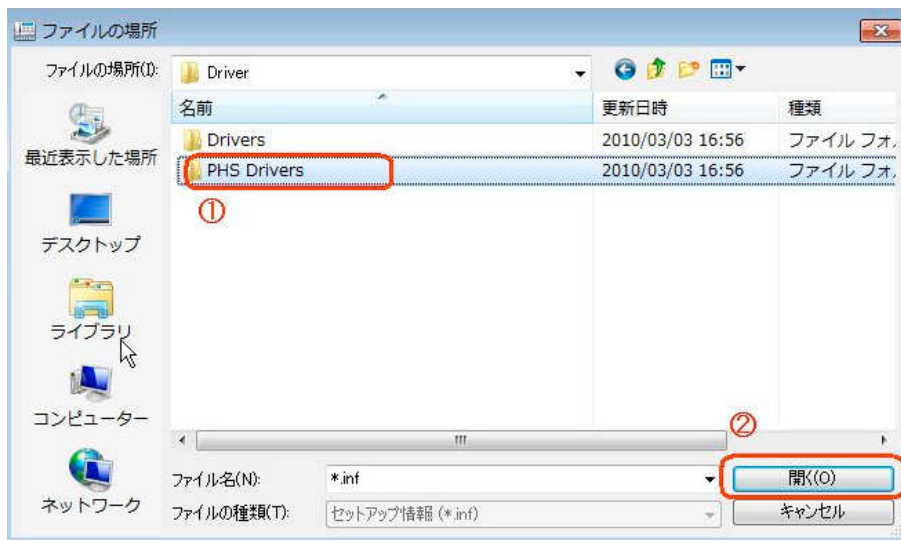 ファイルの場所
ファイルの場所(I):
Driver
名前
更新日時
種類
Drivers
2010/03/03 16:56
ファイル フォ.
PHS Drivers
2010/03/03 16:56
ファイル フォ.
①
最近表示した場所
デスクトップ
ライブラリ
コンピューター
ネットワーク
②
ファイル名(N):
*.inf
開く(O)
ファイルの種類(T):
セットアップ情報 (*.inf)
キャンセル